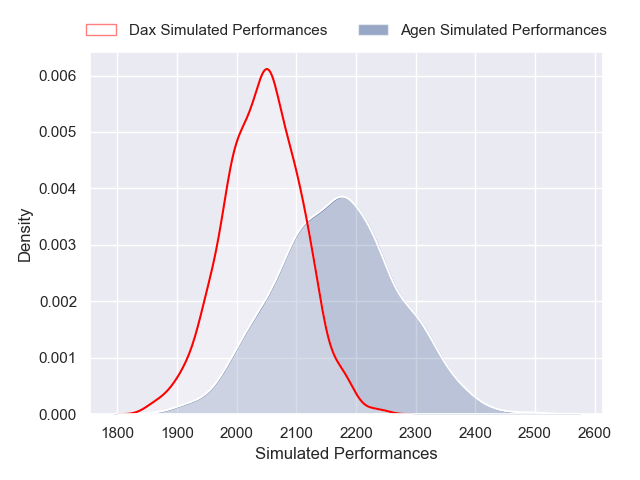 Dax Simulated Performances
Agen Simulated Performances
0.006
0.005
0.004
0.003
0.002
0.001
0.000
Density
1800 1900 2000 2100 2200 2300 2400 2500 2600
Simulated Performances